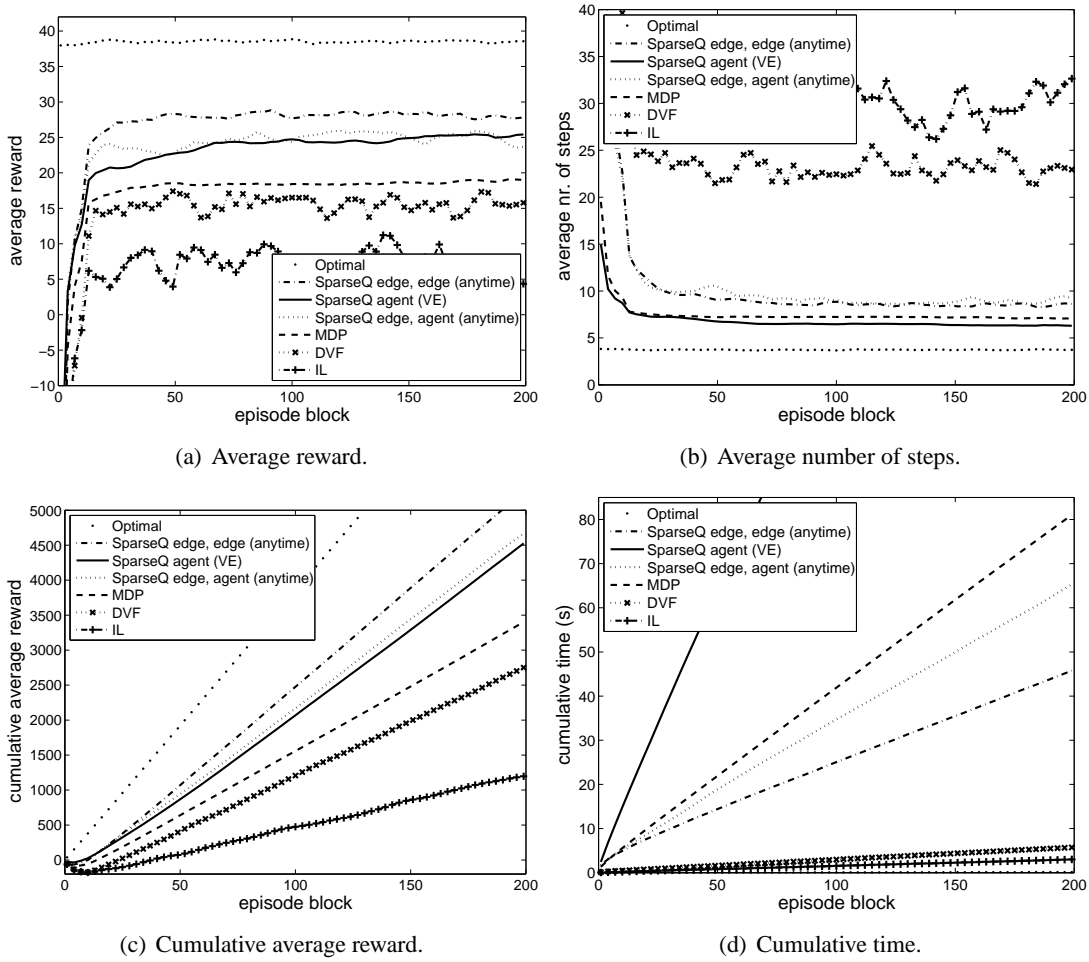 40
35
30
25
20
15
10
5
0
−5
−10
average reward
0
50
100
150
200
episode block
Optimal
SparseQ edge, edge (anytime)
SparseQ agent (VE)
SparseQ edge, agent (anytime)
MDP
DVF
IL
(a) Average reward.
40
35
30
25
20
15
10
5
0
average nr. of steps
0
50
100
150
200
episode block
Optimal
SparseQ edge, edge (anytime)
SparseQ agent (VE)
SparseQ edge, agent (anytime)
MDP
DVF
IL
(b) Average number of steps.
5000
4500
4000
3500
3000
2500
2000
1500
1000
500
0
cumulative average reward
0
50
100
150
200
episode block
Optimal
SparseQ edge, edge (anytime)
SparseQ agent (VE)
SparseQ edge, agent (anytime)
MDP
DVF
IL
(c) Cumulative average reward.
80
70
60
50
40
30
20
10
0
cumulative time (s)
0
50
100
150
200
episode block
Optimal
SparseQ edge, edge (anytime)
SparseQ agent (VE)
SparseQ edge, agent (anytime)
MDP
DVF
IL
(d) Cumulative time.